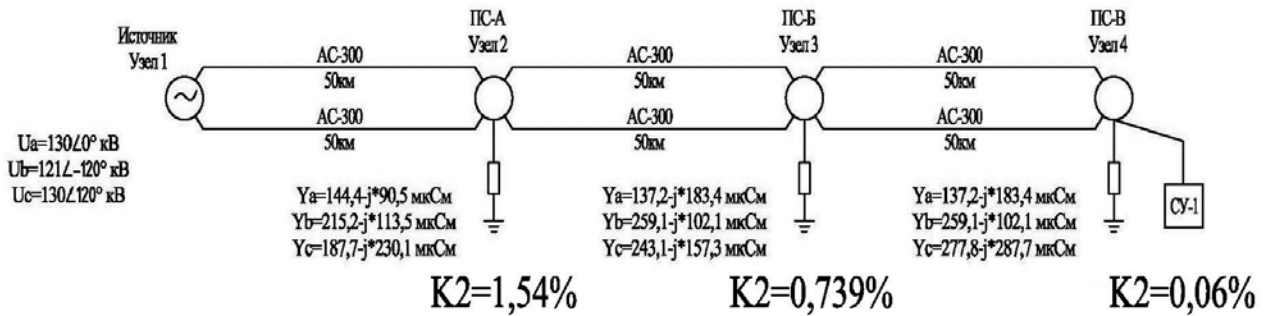 Источник
Узел 1
ПС-А
Узел 2
ПС-Б
Узел 3
ПС-В
Узел 4
АС-300
50км
АС-300
50км
АС-300
50км
АС-300
50км
АС-300
50км
АС-300
50км
Ua=130∠0° кВ
Ub=121∠-120° кВ
Uc=130∠120° кВ
Ya=144,4-j*90,5 мкСм
Yb=215,2-j*113,5 мкСм
Yc=187,7-j*230,1 мкСм
Ya=137,2-j*183,4 мкСм
Yb=259,1-j*102,1 мкСм
Yc=243,1-j*157,3 мкСм
Ya=137,2-j*183,4 мкСм
Yb=259,1-j*102,1 мкСм
Yc=277,8-j*287,7 мкСм
СУ-1
K2=1,54%
K2=0,739%
K2=0,06%